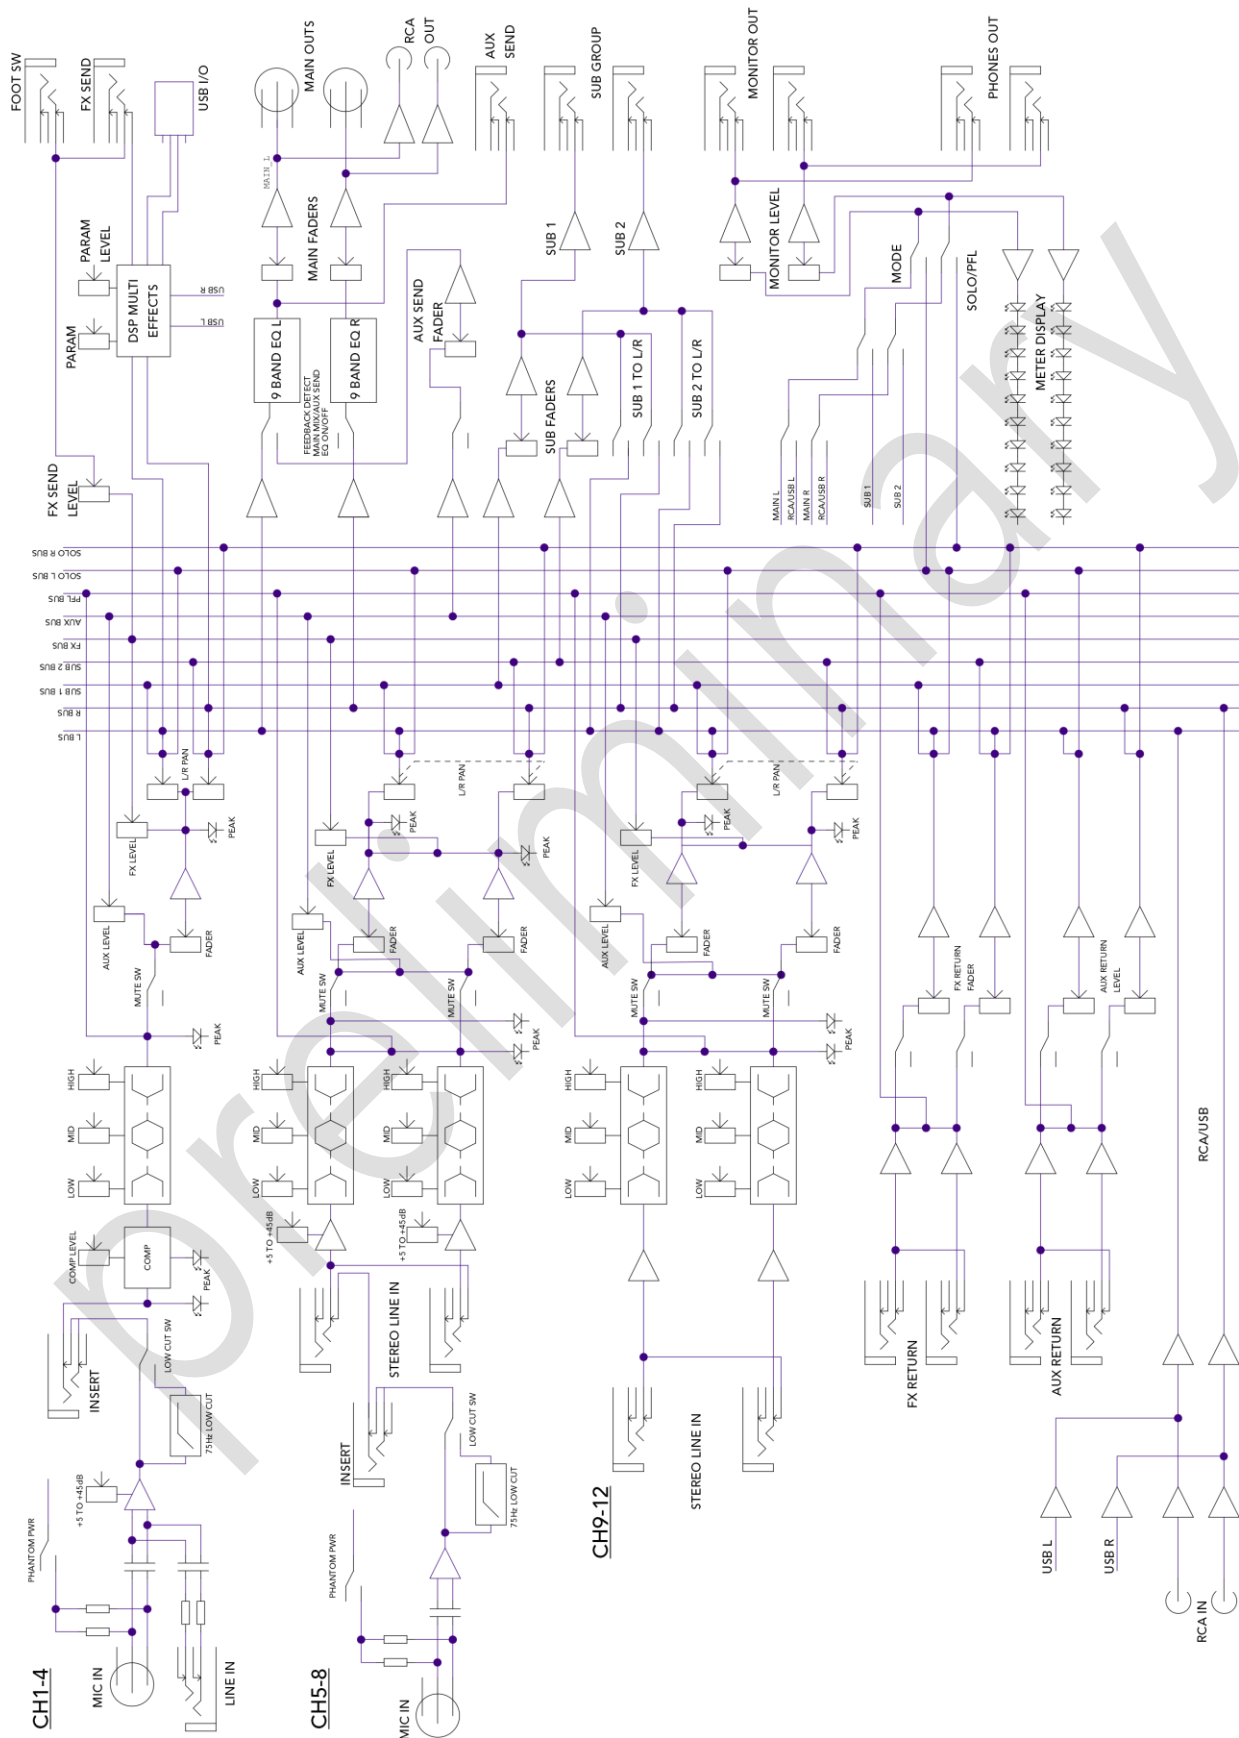 preliminary
CH1-4
MIC IN
LINE IN
PHANTOM PWR
+5 TO +45dB
75Hz LOW CUT
LOW CUT SW
INSERT
PEAK
COMP LEVEL
COMP
LOW
MID
HIGH
PEAK
MUTE SW
AUX LEVEL
FADER
FX LEVEL
PEAK
L/R PAN
CH5-8
MIC IN
PHANTOM PWR
INSERT
LOW CUT SW
75Hz LOW CUT
STEREO LINE IN
+5 TO +45dB
+5 TO +45dB
LOW
MID
HIGH
LOW
MID
HIGH
PEAK
MUTE SW
MUTE SW
AUX LEVEL
FADER
FADER
FX LEVEL
PEAK
PEAK
L/R PAN
CH9-12
STEREO LINE IN
LOW
MID
HIGH
LOW
MID
HIGH
PEAK
MUTE SW
MUTE SW
AUX LEVEL
FADER
FADER
FX LEVEL
PEAK
PEAK
L/R PAN
FX RETURN
FX RETURN
FADER
AUX RETURN
AUX RETURN
LEVEL
USB L
USB R
RCA IN
RCA/USB
L BUS
R BUS
SUB 1 BUS
SUB 2 BUS
FX BUS
AUX BUS
PFL BUS
SOLO L BUS
SOLO R BUS
FX SEND
LEVEL
PARAM
PARAM
LEVEL
DSP MULTI
EFFECTS
USB L
USB R
FOOT SW
FX SEND
USB I/O
9 BAND EQ L
9 BAND EQ R
FEEDBACK DETECT
MAIN MIX/AUX SEND
EQ ON/OFF
MAIN FADERS
MAIN_L
MAIN OUTS
RCA
OUT
AUX SEND
FADER
AUX
SEND
SUB FADERS
SUB 1
SUB 2
SUB 1 TO L/R
SUB 2 TO L/R
SUB GROUP
MAIN L
RCA/USB L
MAIN R
RCA/USB R
SUB 1
SUB 2
MODE
SOLO/PFL
MONITOR LEVEL
MONITOR OUT
METER DISPLAY
PHONES OUT